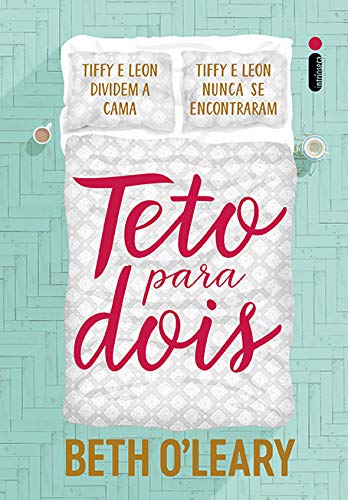 TIFFY E LEON
DIVIDEM A
CAMA
TIFFY E LEON
NUNCA SE
ENCONTRARAM
intrínseca
Teto
para
dois
BETH O'LEARY